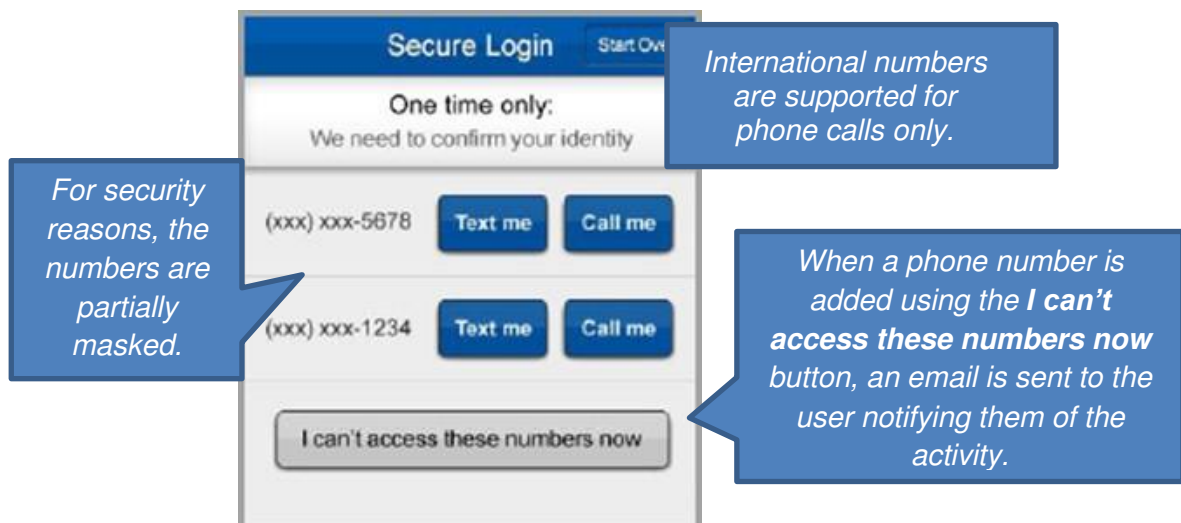 Secure Login
Start Ove
International numbers
are supported for
phone calls only.
One time only:
We need to confirm your identity
For security
reasons, the
numbers are
partially
masked.
(xxx) xxx-5678 Text me Call me
(xxx) xxx-1234 Text me Call me
When a phone number is
added using the I can’t
access these numbers now
button, an email is sent to the
user notifying them of the
activity.
I can't access these numbers now